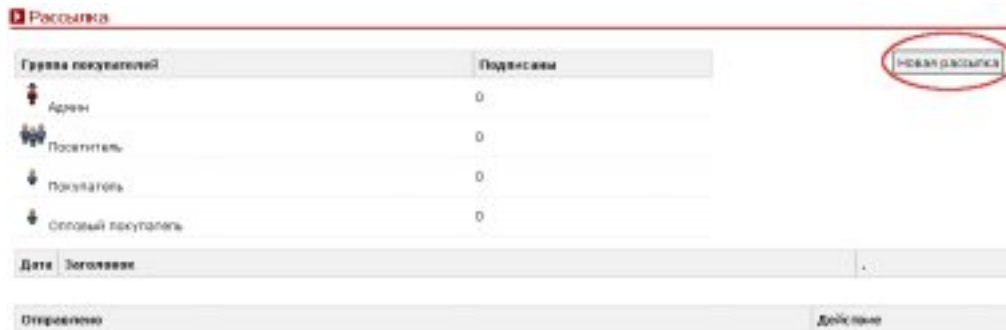 Рассылка
Группа покупателей Подписаны
Новая рассылка
Админ 0
Посетитель 0
Покупатель 0
Оптовый покупатель 0
Дата Заголовок .
Отправлено Действие